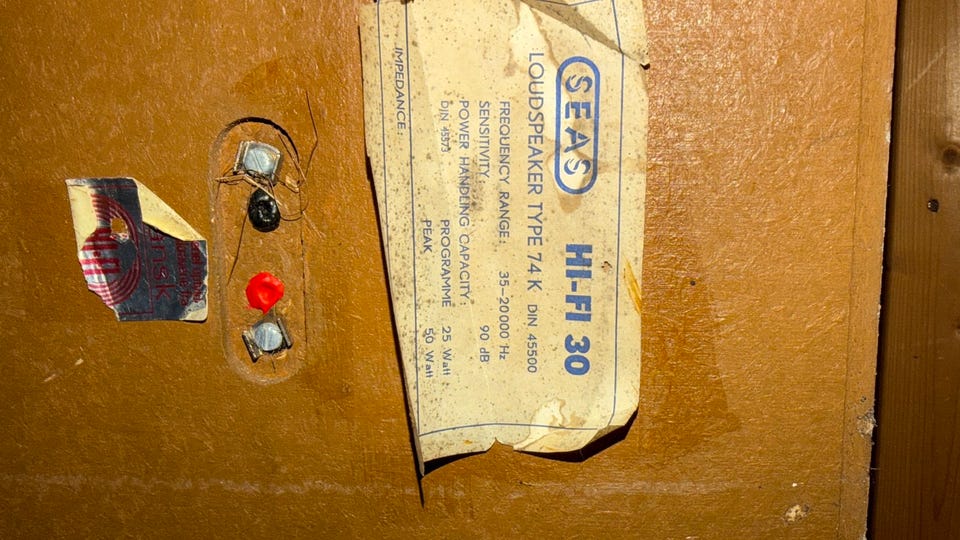 SEAS HI-FI 30
LOUDSPEAKER TYPE 74 K DIN 45500
FREQUENCY RANGE: 35-20000 Hz
SENSITIVITY 90 dB
POWER HANDLING CAPACITY:
DIN 45573 PROGRAMME 25 Watt
PEAK 50 Watt
IMPEDANCE: